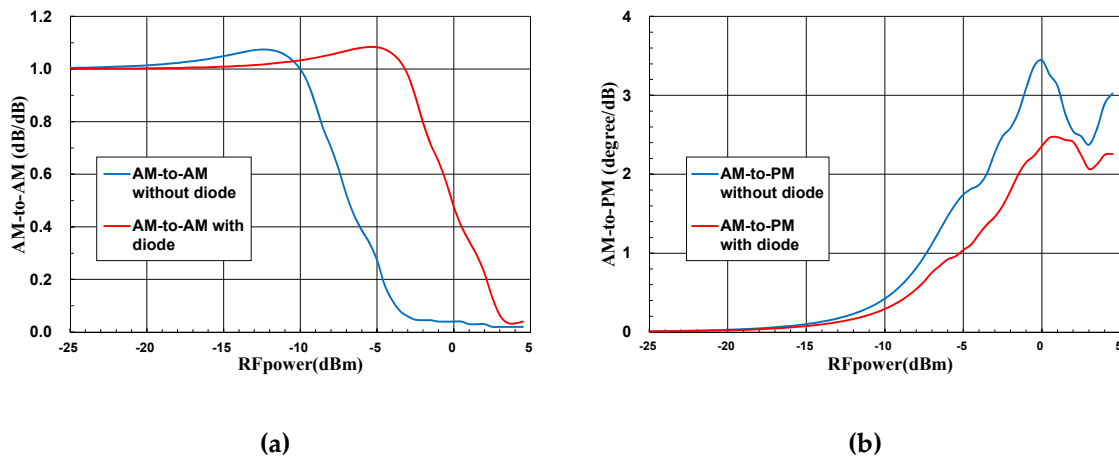 AM-to-AM (dB/dB)
1.2
1.0
0.8
0.6
0.4
0.2
0.0
AM-to-AM
without diode
AM-to-AM with
diode
-25 -20 -15 -10 -5 0 5
RFpower(dBm)
(a)
AM-to-PM (degree/dB)
4
3
2
1
0
AM-to-PM
without diode
AM-to-PM
with diode
-25 -20 -15 -10 -5 0 5
RFpower(dBm)
(b)